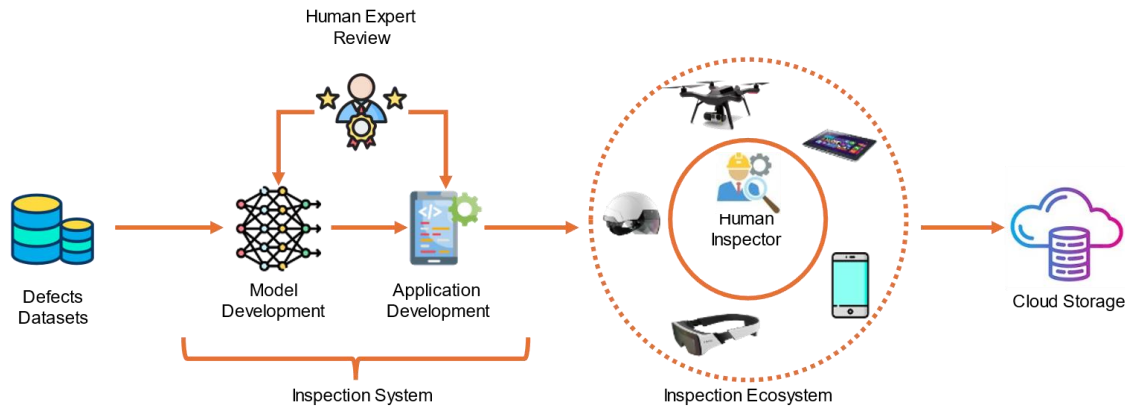 Human Expert
Review
Human
Inspector
Defects
Datasets
Model
Development
Application
Development
Cloud Storage
Inspection System
Inspection Ecosystem